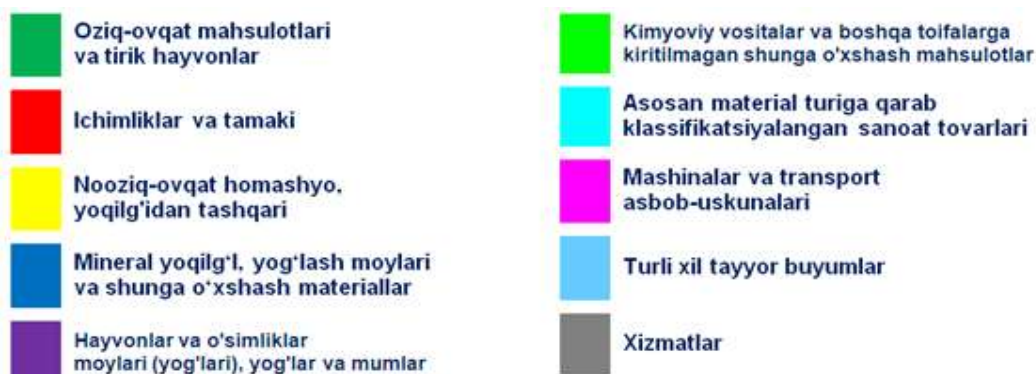 Oziq-ovqat mahsulotlari
va tirik hayvonlar
Ichimliklar va tamaki
Nooziq-ovqat homashyo,
yoqilg'idan tashqari
Mineral yoqilg‘l, yog‘lash moylari
va shunga o‘xshash materiallar
Hayvonlar va o'simliklar
moylari (yog'lari), yog'lar va mumlar
Kimyoviy vositalar va boshqa toifalarga
kiritilmagan shunga o'xshash mahsulotlar
Asosan material turiga qarab
klassifikatsiyalangan sanoat tovarlari
Mashinalar va transport
asbob-uskunalari
Turli xil tayyor buyumlar
Xizmatlar